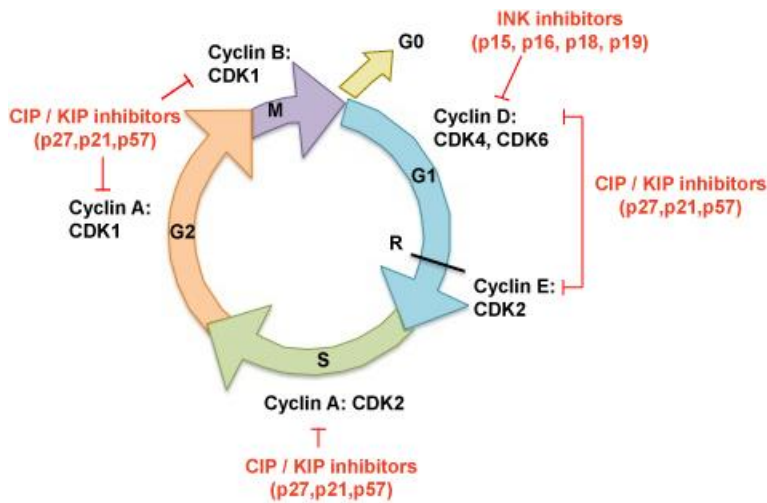 INK inhibitors
(p15, p16, p18, p19)
G0
Cyclin B:
CDK1
M
CIP / KIP inhibitors
(p27,p21,p57)
Cyclin D:
CDK4, CDK6
G1
CIP / KIP inhibitors
(p27,p21,p57)
Cyclin A:
CDK1
G2
R
Cyclin E:
CDK2
S
Cyclin A: CDK2
CIP / KIP inhibitors
(p27,p21,p57)